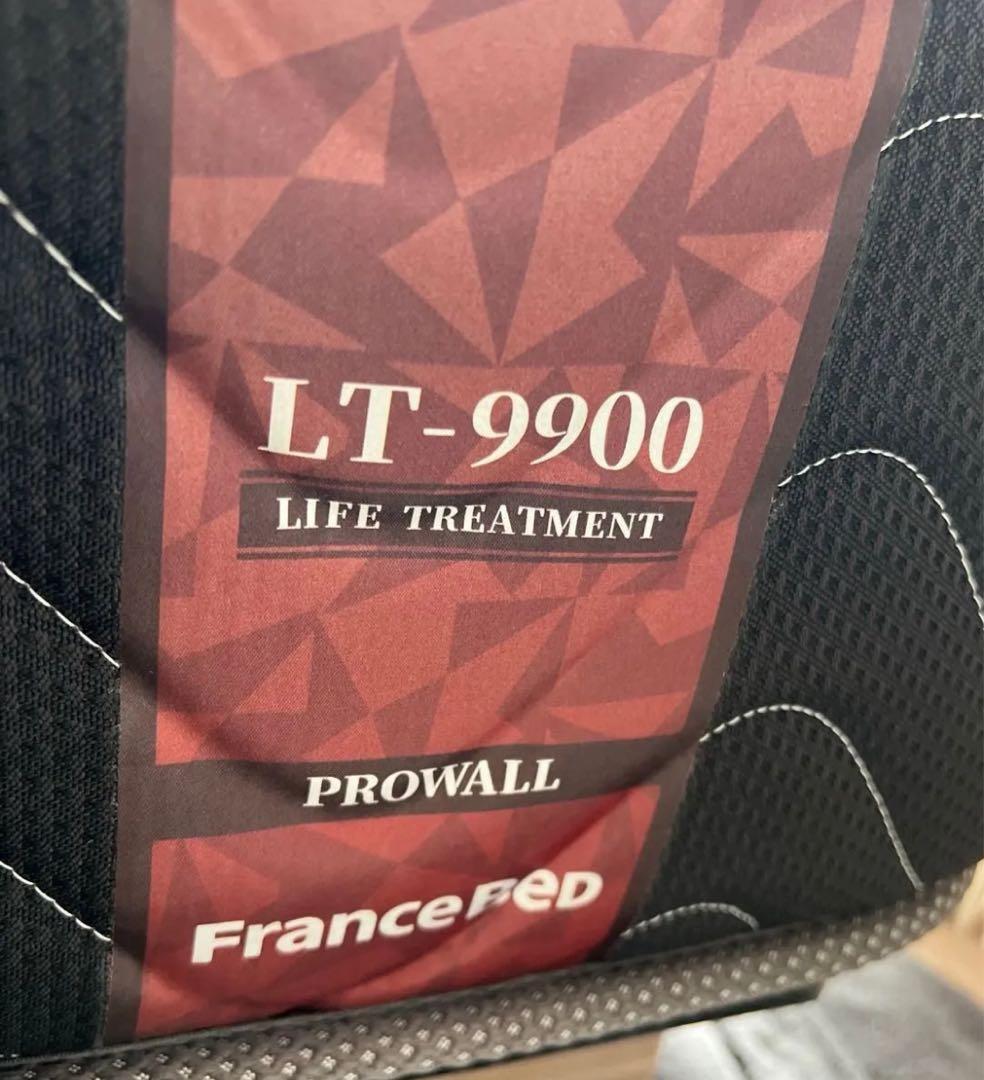 LT-9900
LIFE TREATMENT
PROWALL
FranceBeD